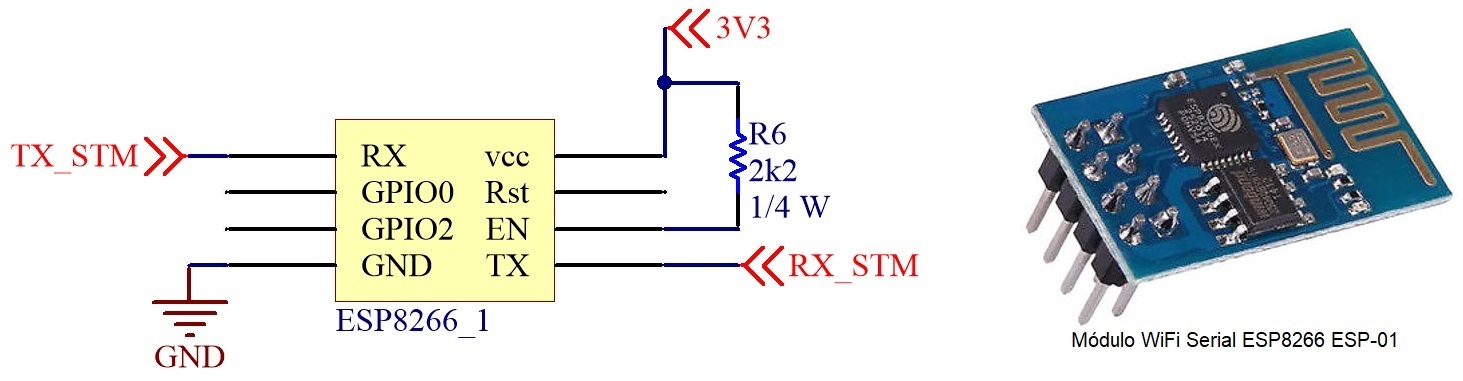 3V3
TX_STM
RX
vcc
GPIO0
Rst
GPIO2
EN
GND
TX
R6
2k2
1/4 W
RX_STM
ESP8266_1
GND
Módulo WiFi Serial ESP8266 ESP-01